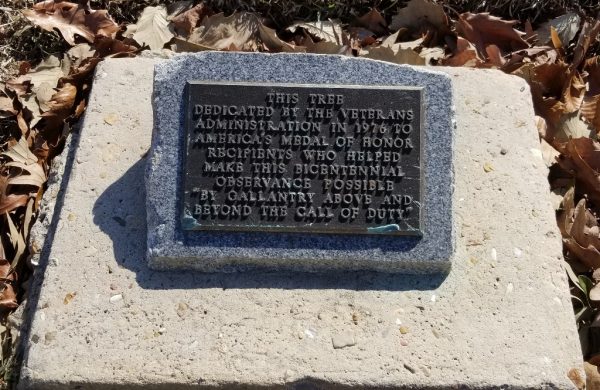 THIS TREE
DEDICATED BY THE VETERANS
ADMINISTRATION IN 1976 TO
AMERICA'S MEDAL OF HONOR
RECIPIENTS WHO HELPED
MAKE THIS BICENTENNIAL
OBSERVANCE POSSIBLE
"BY GALLANTRY ABOVE AND
BEYOND THE CALL OF DUTY"